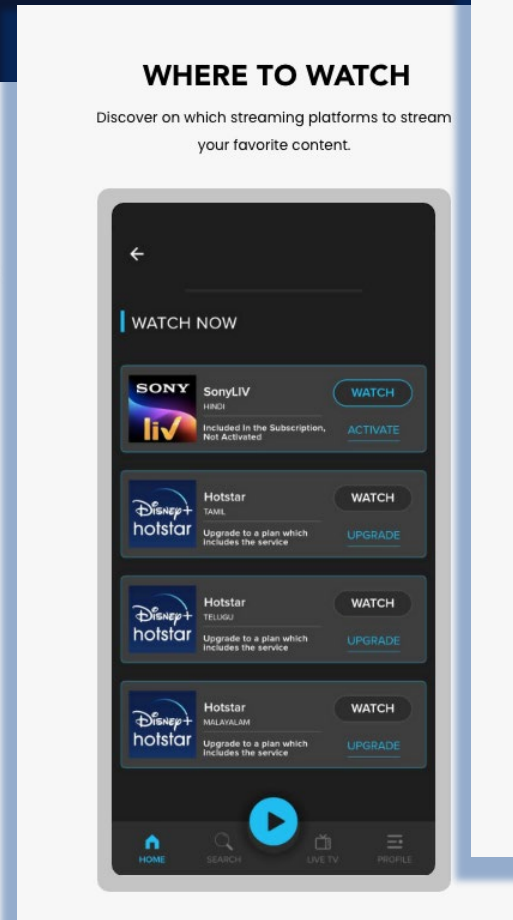 WHERE TO WATCH
Discover on which streaming platforms to stream
your favorite content.
WATCH NOW
SONY
liv
SonyLIV
HINDI
Included In the Subscription,
Not Activated
WATCH
ACTIVATE
Disney+
hotstar
Hotstar
TAMIL
Upgrade to a plan which
includes the service
WATCH
UPGRADE
Disney+
hotstar
Hotstar
TELUGU
Upgrade to a plan which
includes the service
WATCH
UPGRADE
Disney+
hotstar
Hotstar
MALAYALAM
Upgrade to a plan which
includes the service
WATCH
UPGRADE
HOME
SEARCH
LIVE TV
PROFILE